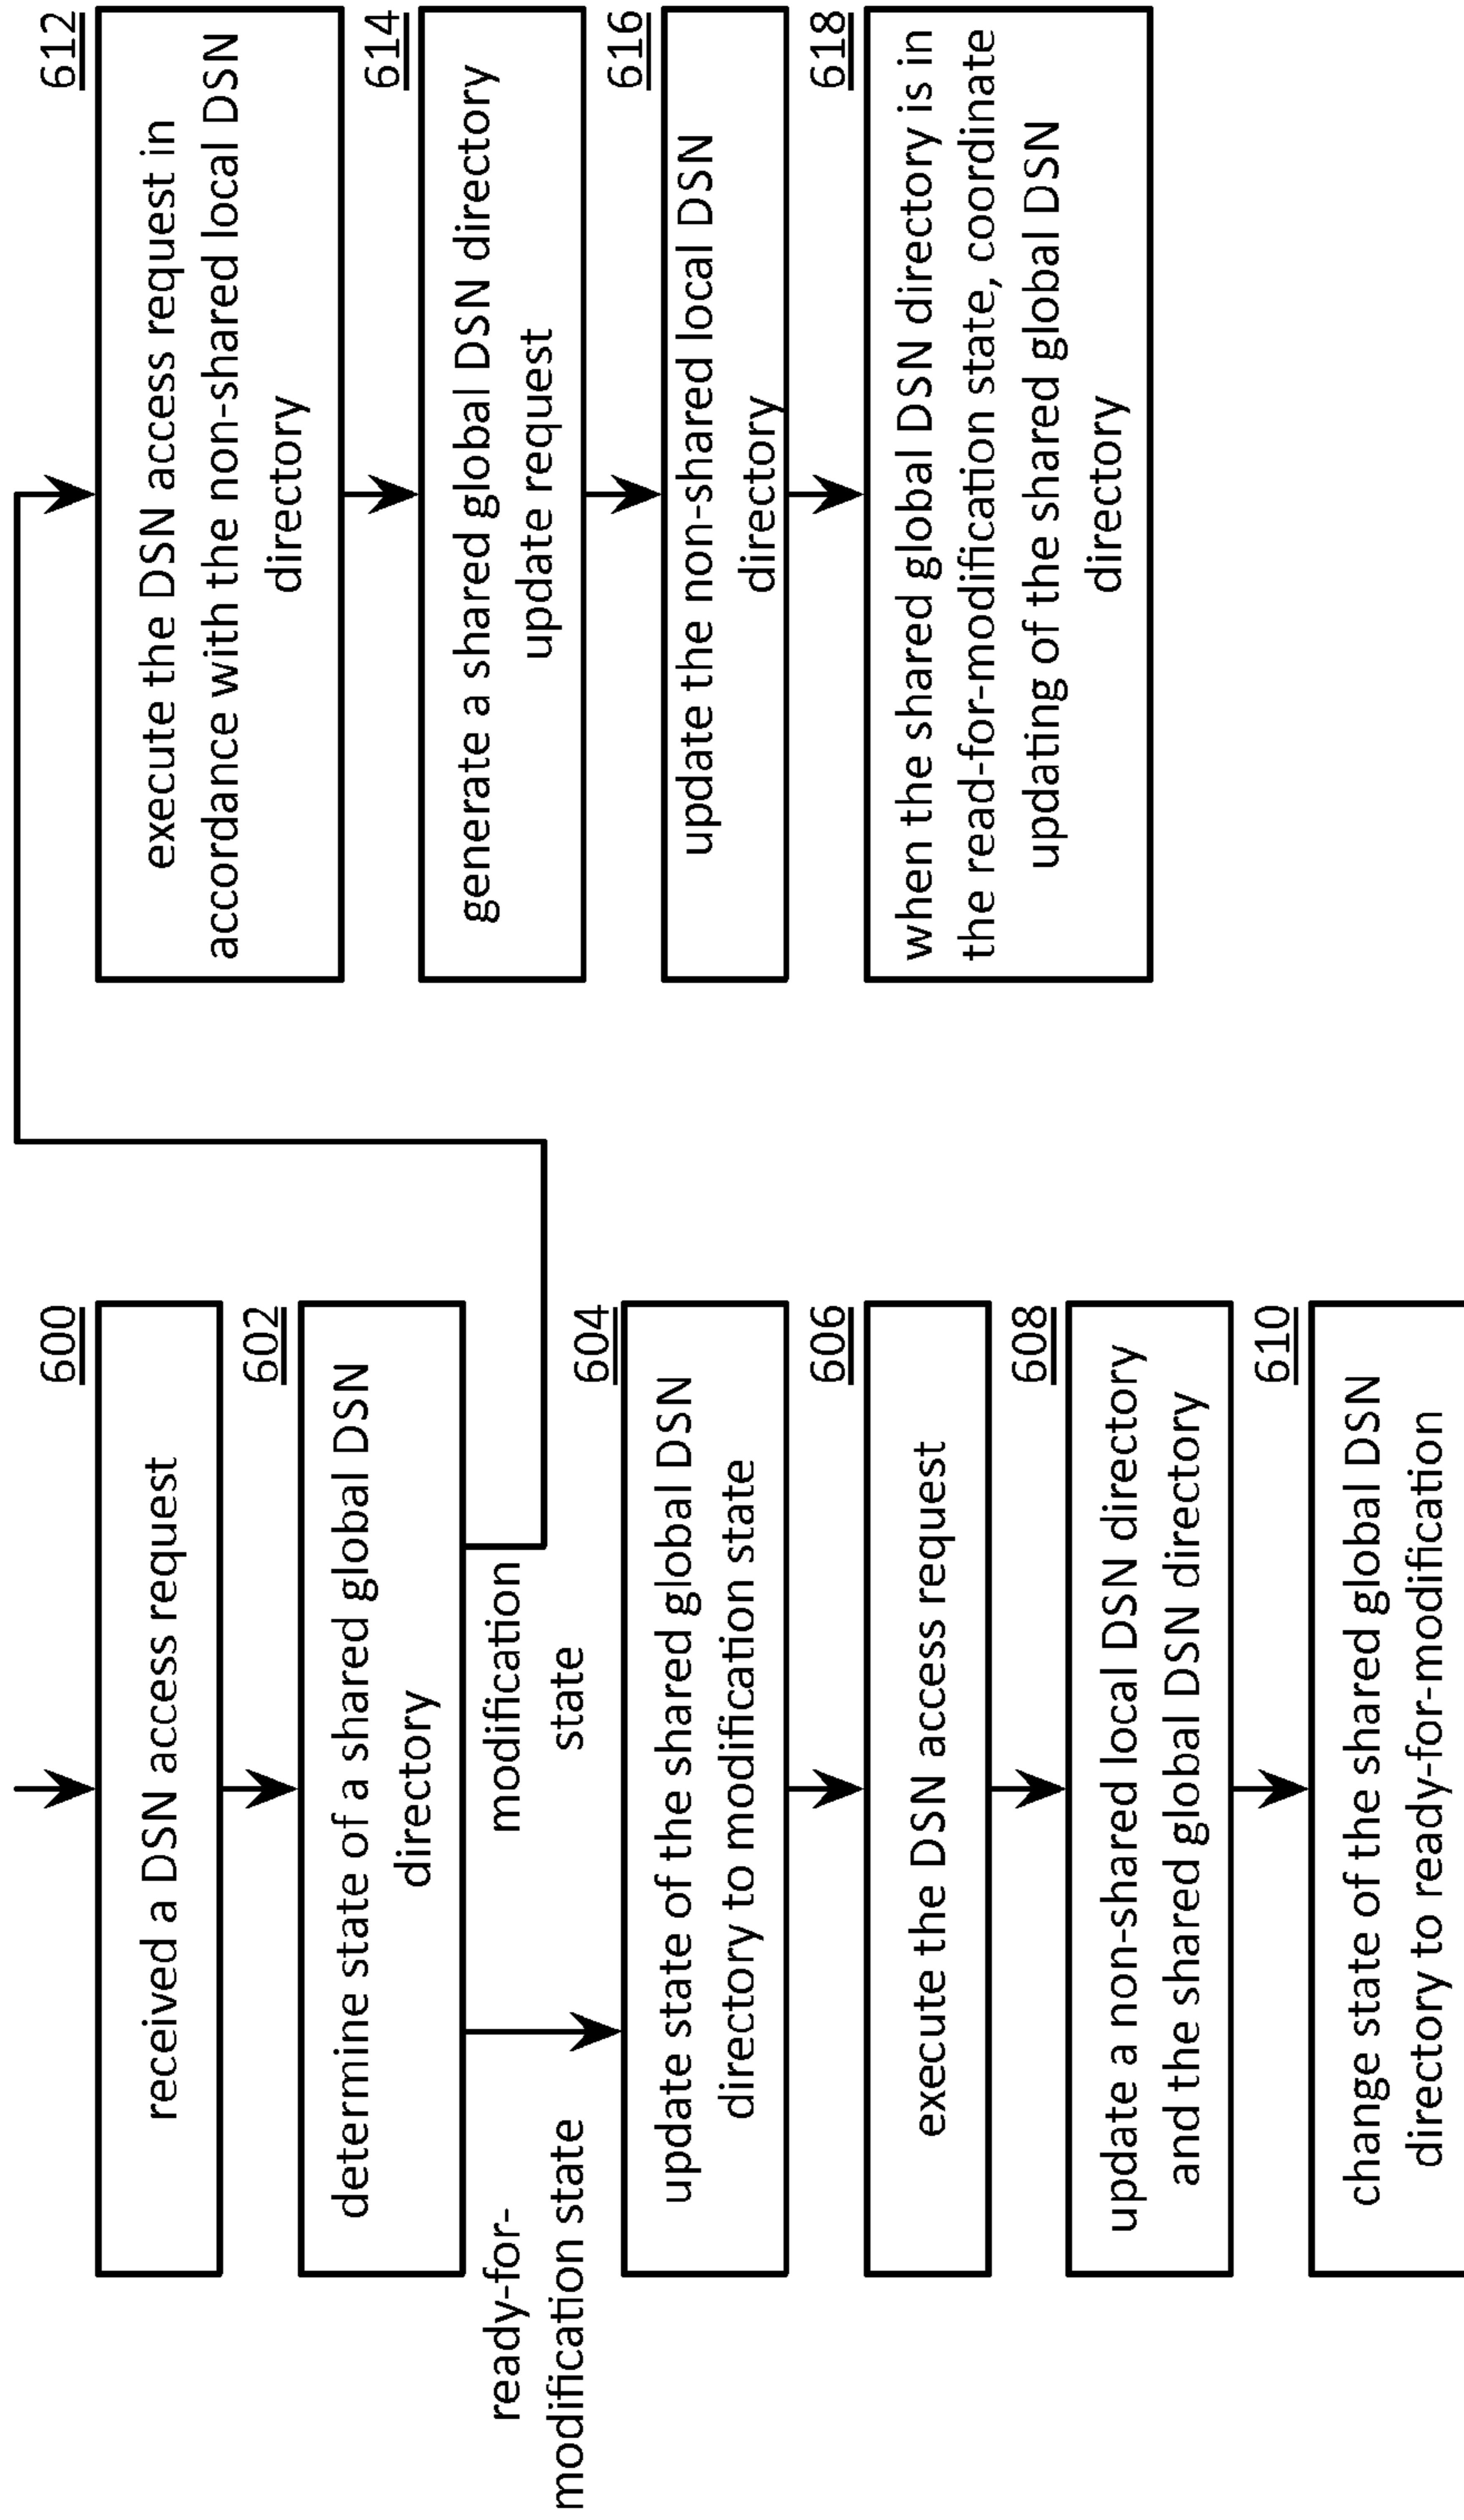 600
received a DSN access request
602
determine state of a shared global DSN
directory
ready-for-
modification state
modification
state
604
update state of the shared global DSN
directory to modification state
606
execute the DSN access request
608
update a non-shared local DSN directory
and the shared global DSN directory
610
change state of the shared global DSN
directory to ready-for-modification
612
execute the DSN access request in
accordance with the non-shared local DSN
directory
614
generate a shared global DSN directory
update request
616
update the non-shared local DSN
directory
618
when the shared global DSN directory is in
the read-for-modification state, coordinate
updating of the shared global DSN
directory